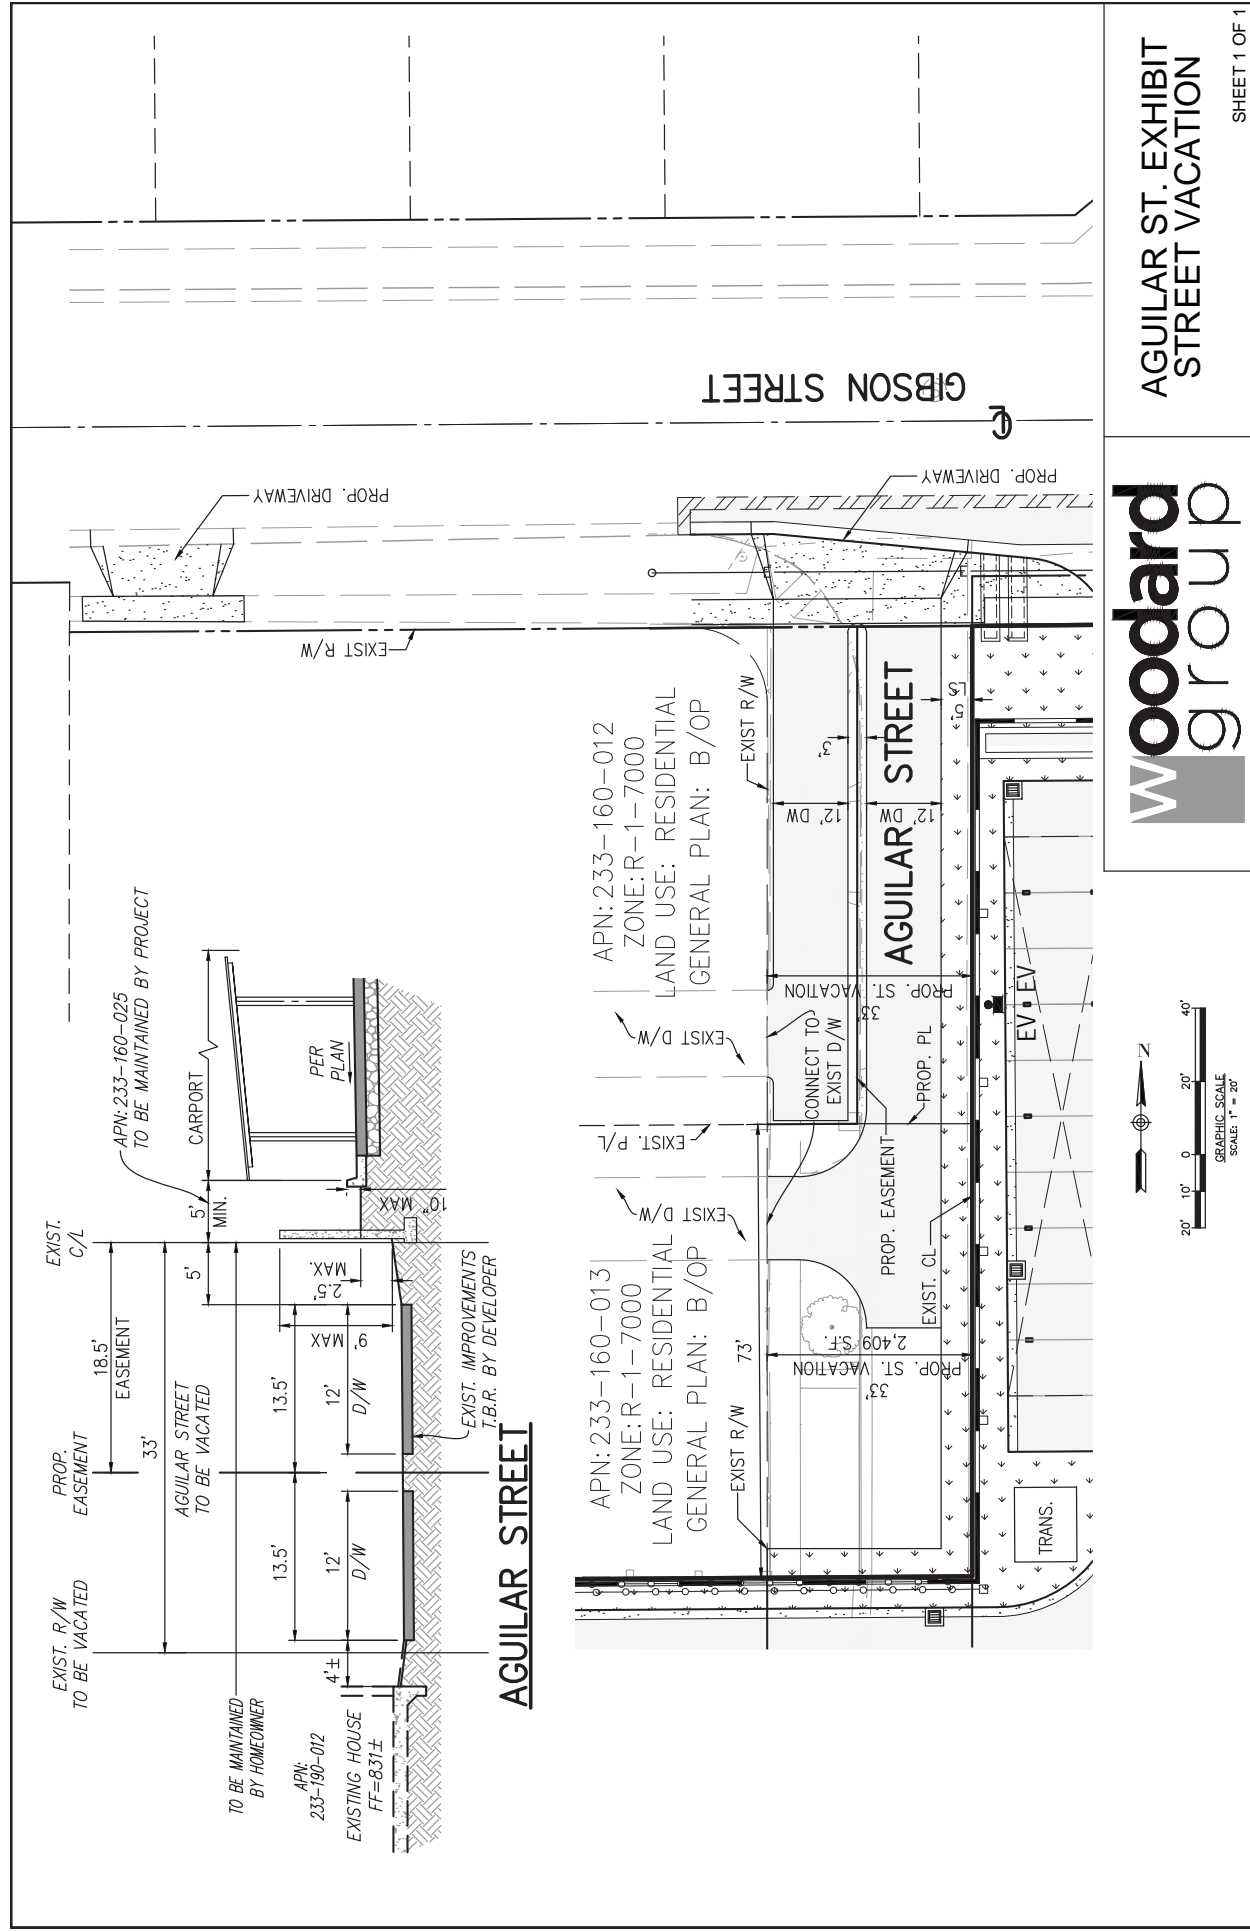 EXIST. R/W
TO BE VACATED
PROP.
EASEMENT
EXIST.
C/L
APN:233-160-025
TO BE MAINTAINED BY PROJECT
18.5'
EASEMENT
33'
AGUILAR STREET
TO BE VACATED
5'
5'
MIN.
CARPORT
TO BE MAINTAINED
BY HOMEOWNER
13.5'
13.5'
12'
D/W
12'
D/W
9' MAX
2.5'
MAX.
10" MAX
PER
PLAN
APN:
233-190-012
EXISTING HOUSE
FF=831±
4'±
EXIST. IMPROVEMENTS
T.B.R. BY DEVELOPER
AGUILAR STREET
PROP. DRIVEWAY
EXIST R/W
GIBSON STREET
CL
PROP. DRIVEWAY
APN:233-160-013
ZONE:R-1-7000
LAND USE: RESIDENTIAL
GENERAL PLAN: B/OP
APN:233-160-012
ZONE:R-1-7000
LAND USE: RESIDENTIAL
GENERAL PLAN: B/OP
EXIST R/W
73'
EXIST D/W
EXIST. P/L
EXIST D/W
EXIST R/W
CONNECT TO
EXIST D/W
33'
PROP. ST. VACATION
2,409 S.F.
33'
PROP. ST. VACATION
12' DW
12' DW
3'
5'
LS
AGUILAR STREET
PROP. EASEMENT
EXIST. CL
PROP. PL
TRANS.
EV
EV
N
20'
10'
0
20'
40'
GRAPHIC SCALE
SCALE: 1" = 20'
woodard
group
AGUILAR ST. EXHIBIT
STREET VACATION
SHEET 1 OF 1